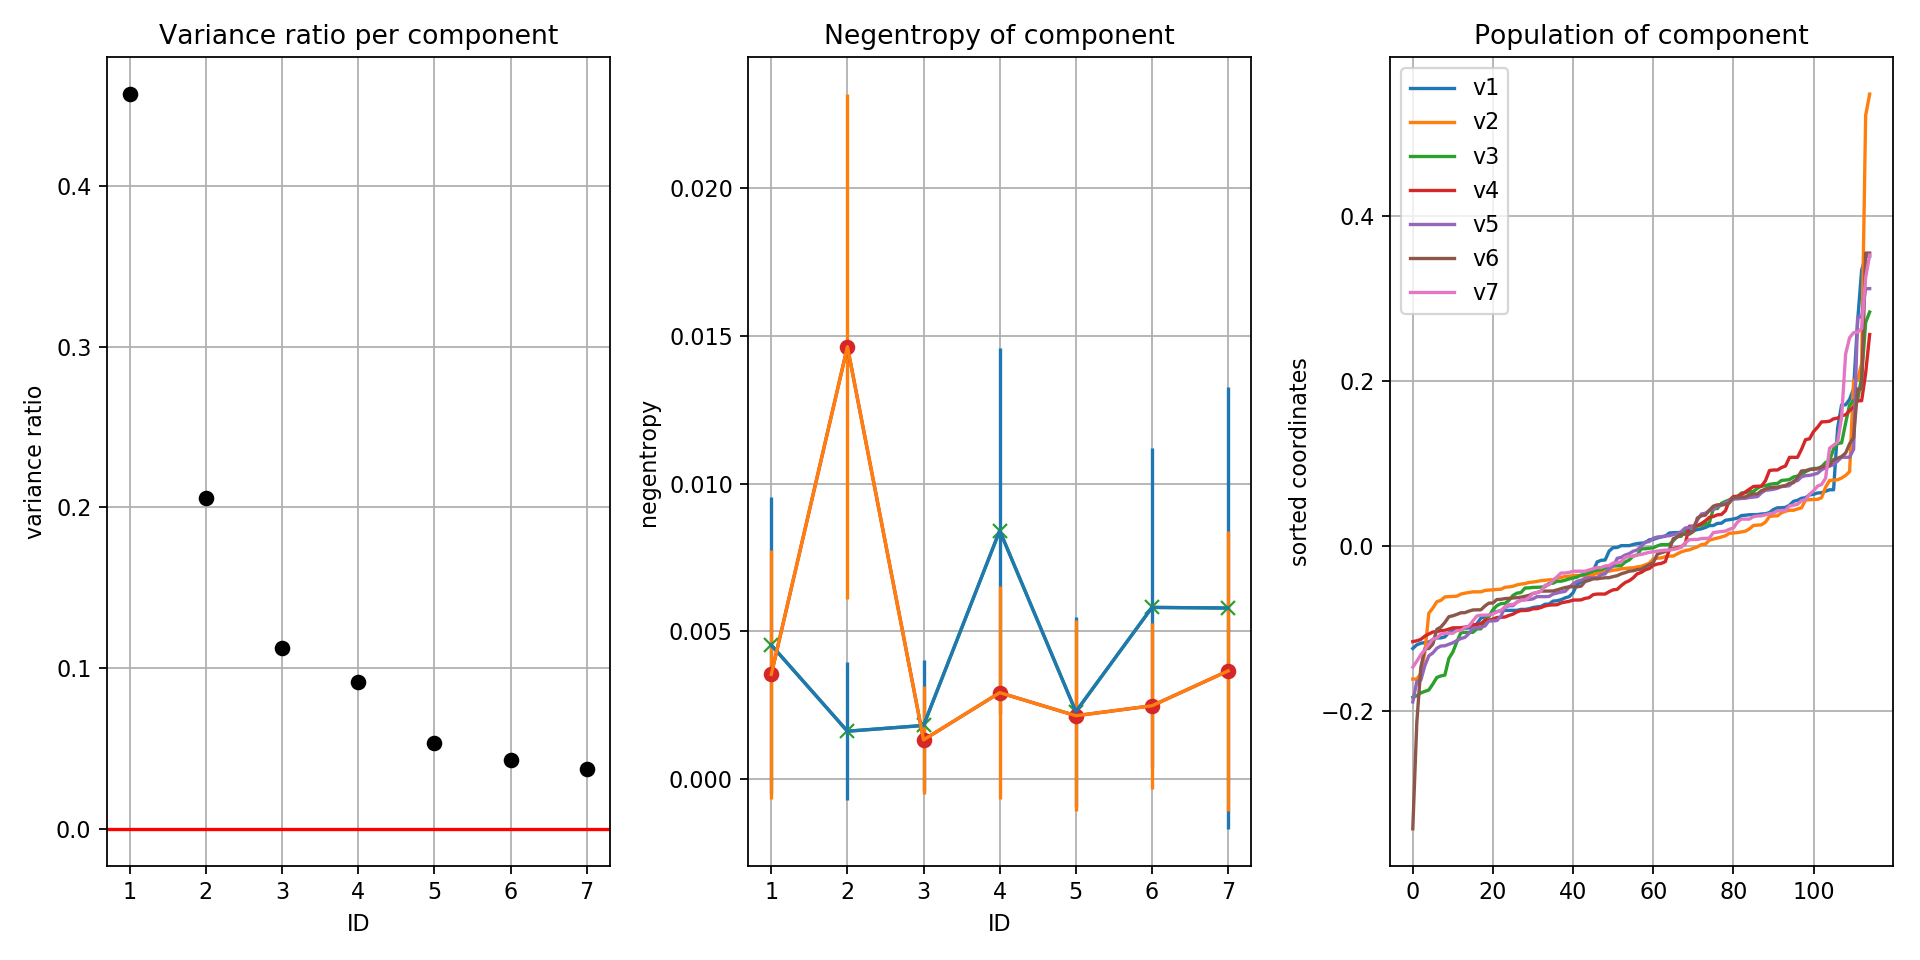 Variance ratio per component
variance ratio
0.4
0.3
0.2
0.1
0.0
1 2 3 4 5 6 7
ID
Negentropy of component
negentropy
0.020
0.015
0.010
0.005
0.000
1 2 3 4 5 6 7
ID
Population of component
sorted coordinates
0.4
0.2
0.0
−0.2
0 20 40 60 80 100
v1
v2
v3
v4
v5
v6
v7